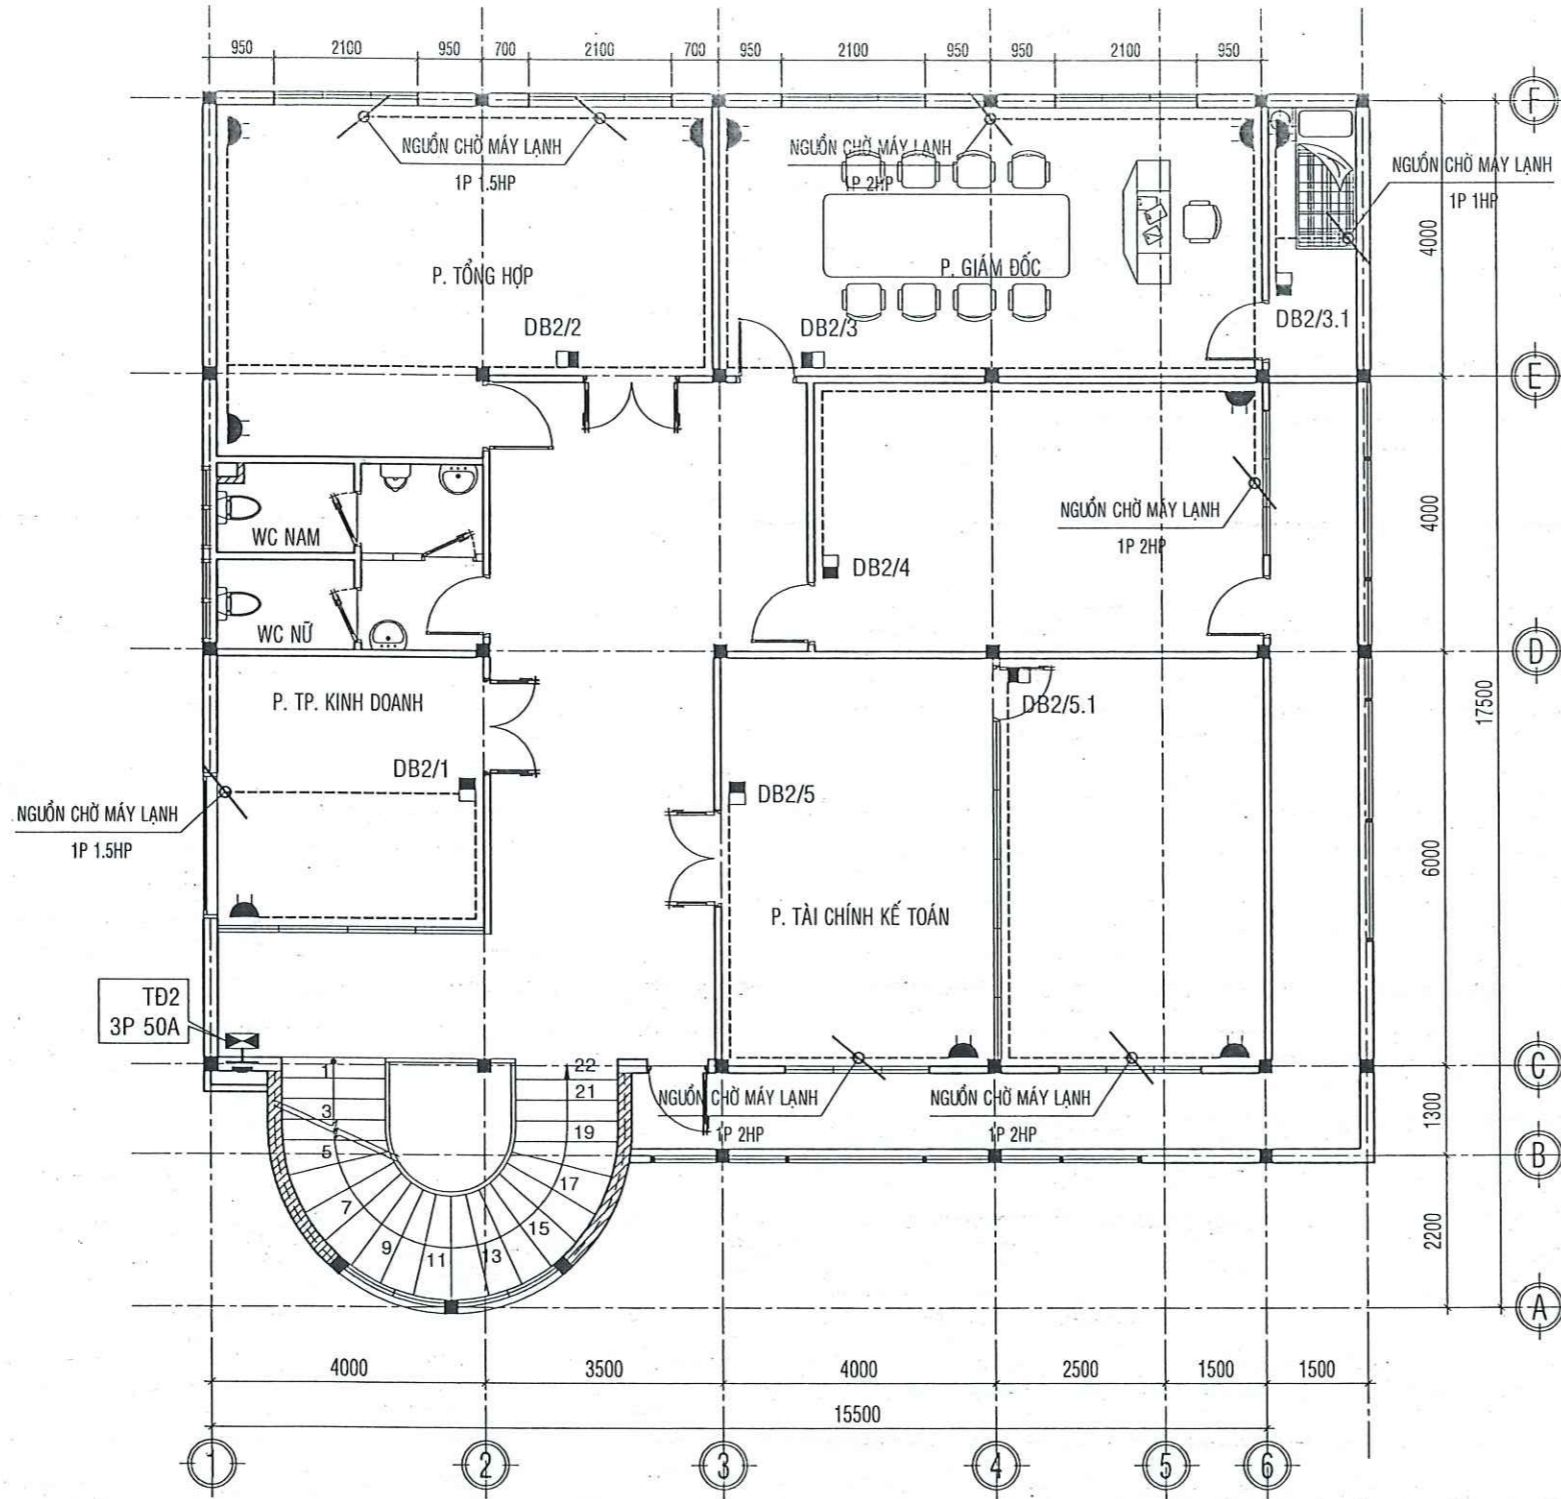 950 2100 950 700 2100 700 950 2100 950 950 2100 950
F
NGUỒN CHỜ MÁY LẠNH
1P 1.5HP
NGUỒN CHỜ MÁY LẠNH
1P 2HP
NGUỒN CHỜ MÁY LẠNH
1P 1HP
4000
P. TỔNG HỢP
P. GIÁM ĐỐC
DB2/2
DB2/3
DB2/3.1
E
NGUỒN CHỜ MÁY LẠNH
1P 2HP
4000
WC NAM
DB2/4
WC NỮ
D
P. TP. KINH DOANH
DB2/5.1
17500
DB2/1
DB2/5
NGUỒN CHỜ MÁY LẠNH
1P 1.5HP
6000
P. TÀI CHÍNH KẾ TOÁN
TĐ2
3P 50A
C
1
3
5
7
9
11
13
15
17
19
21
22
NGUỒN CHỜ MÁY LẠNH
1P 2HP
NGUỒN CHỜ MÁY LẠNH
1P 2HP
1300
B
2200
A
4000 3500 4000 2500 1500 1500
15500
1 2 3 4 5 6